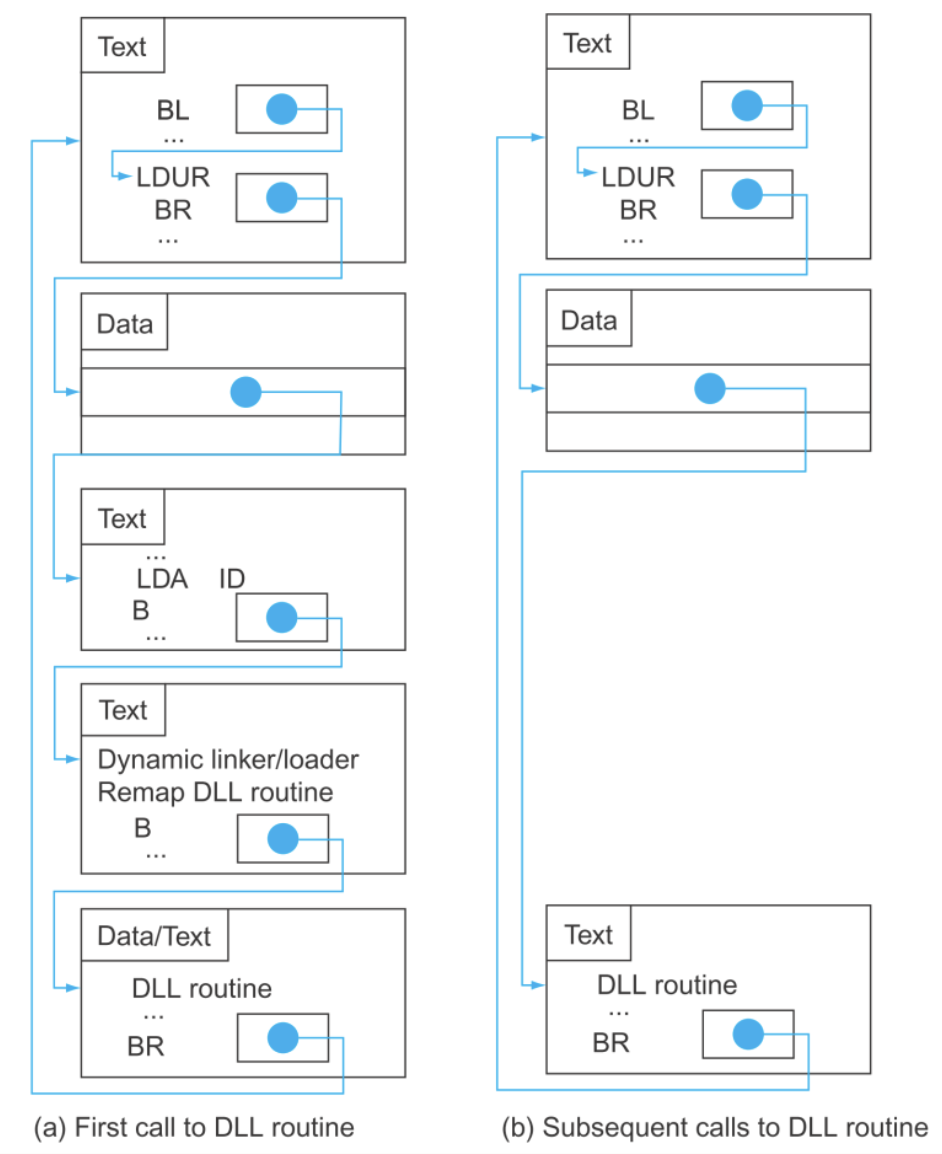 Text
BL
...
LDUR
BR
...
Data
Text
...
LDA ID
B
...
Text
Dynamic linker/loader
Remap DLL routine
B
...
Data/Text
DLL routine
...
BR
(a) First call to DLL routine
Text
BL
...
LDUR
BR
...
Data
Text
DLL routine
...
BR
(b) Subsequent calls to DLL routine